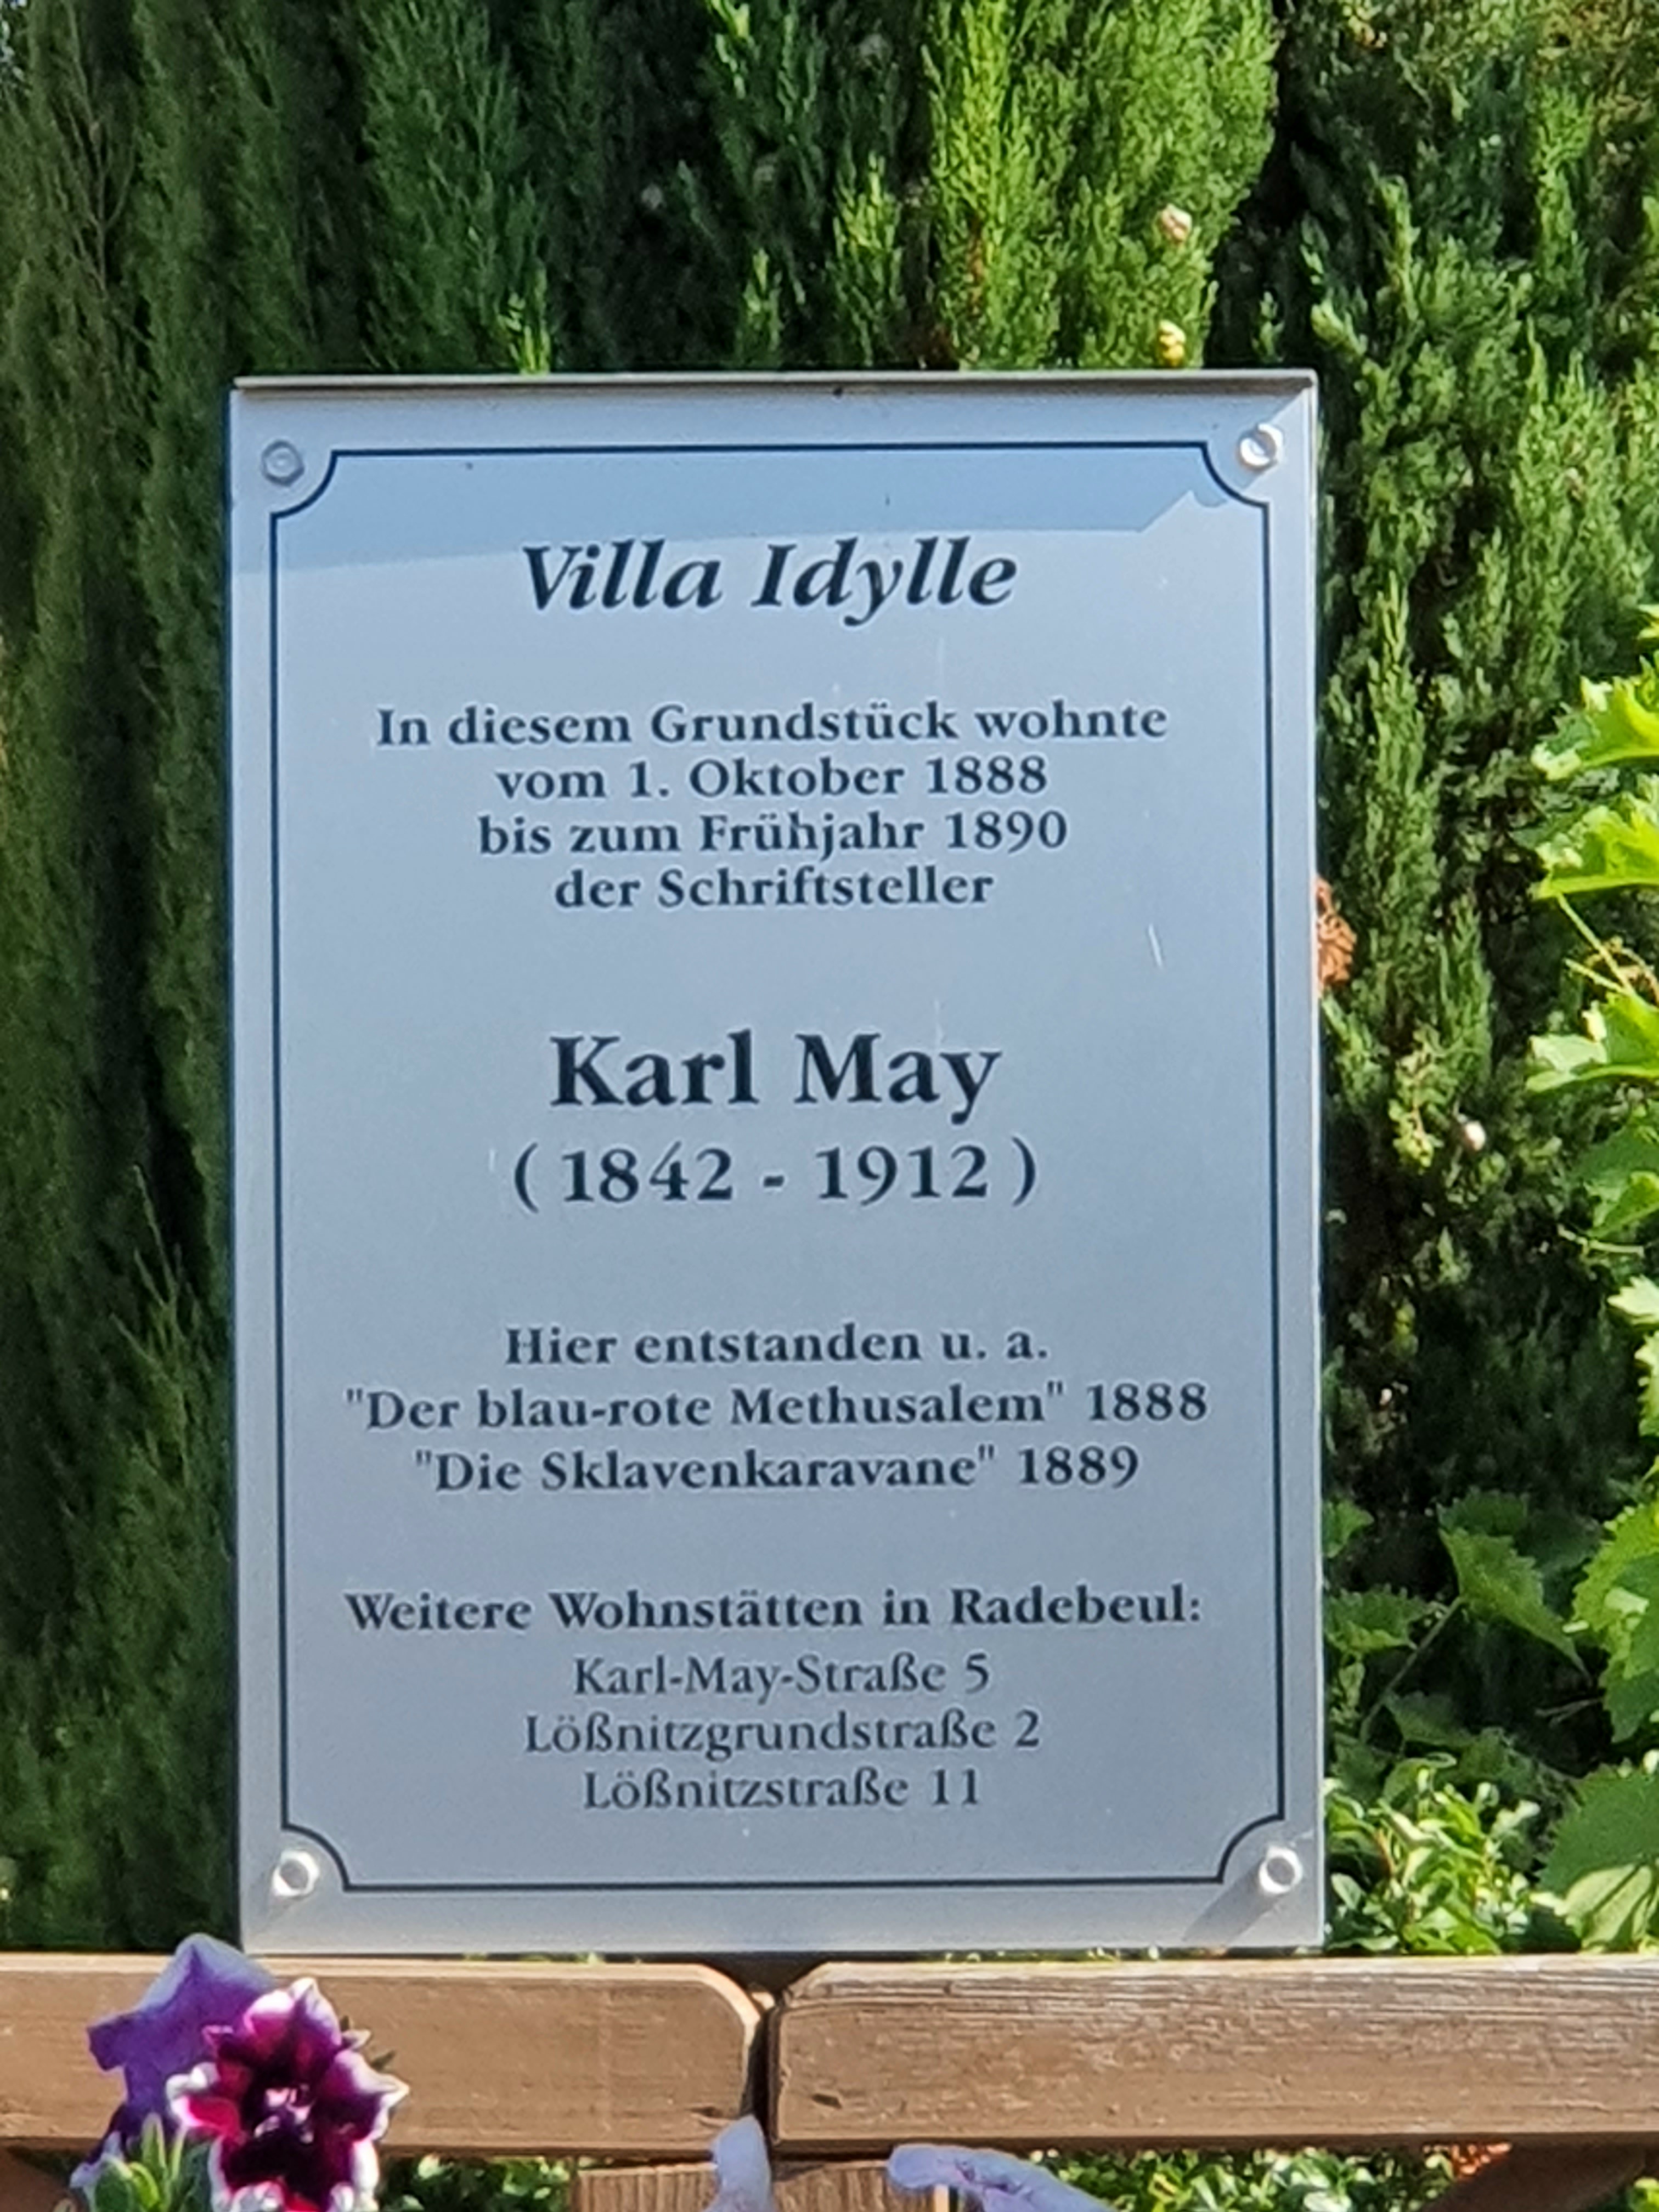 Villa Idylle
In diesem Grundstück wohnte
vom 1. Oktober 1888
bis zum Frühjahr 1890
der Schriftsteller
Karl May
( 1842 - 1912 )
Hier entstanden u. a.
"Der blau-rote Methusalem" 1888
"Die Sklavenkaravane" 1889
Weitere Wohnstätten in Radebeul:
Karl-May-Straße 5
Lößnitzgrundstraße 2
Lößnitzstraße 11